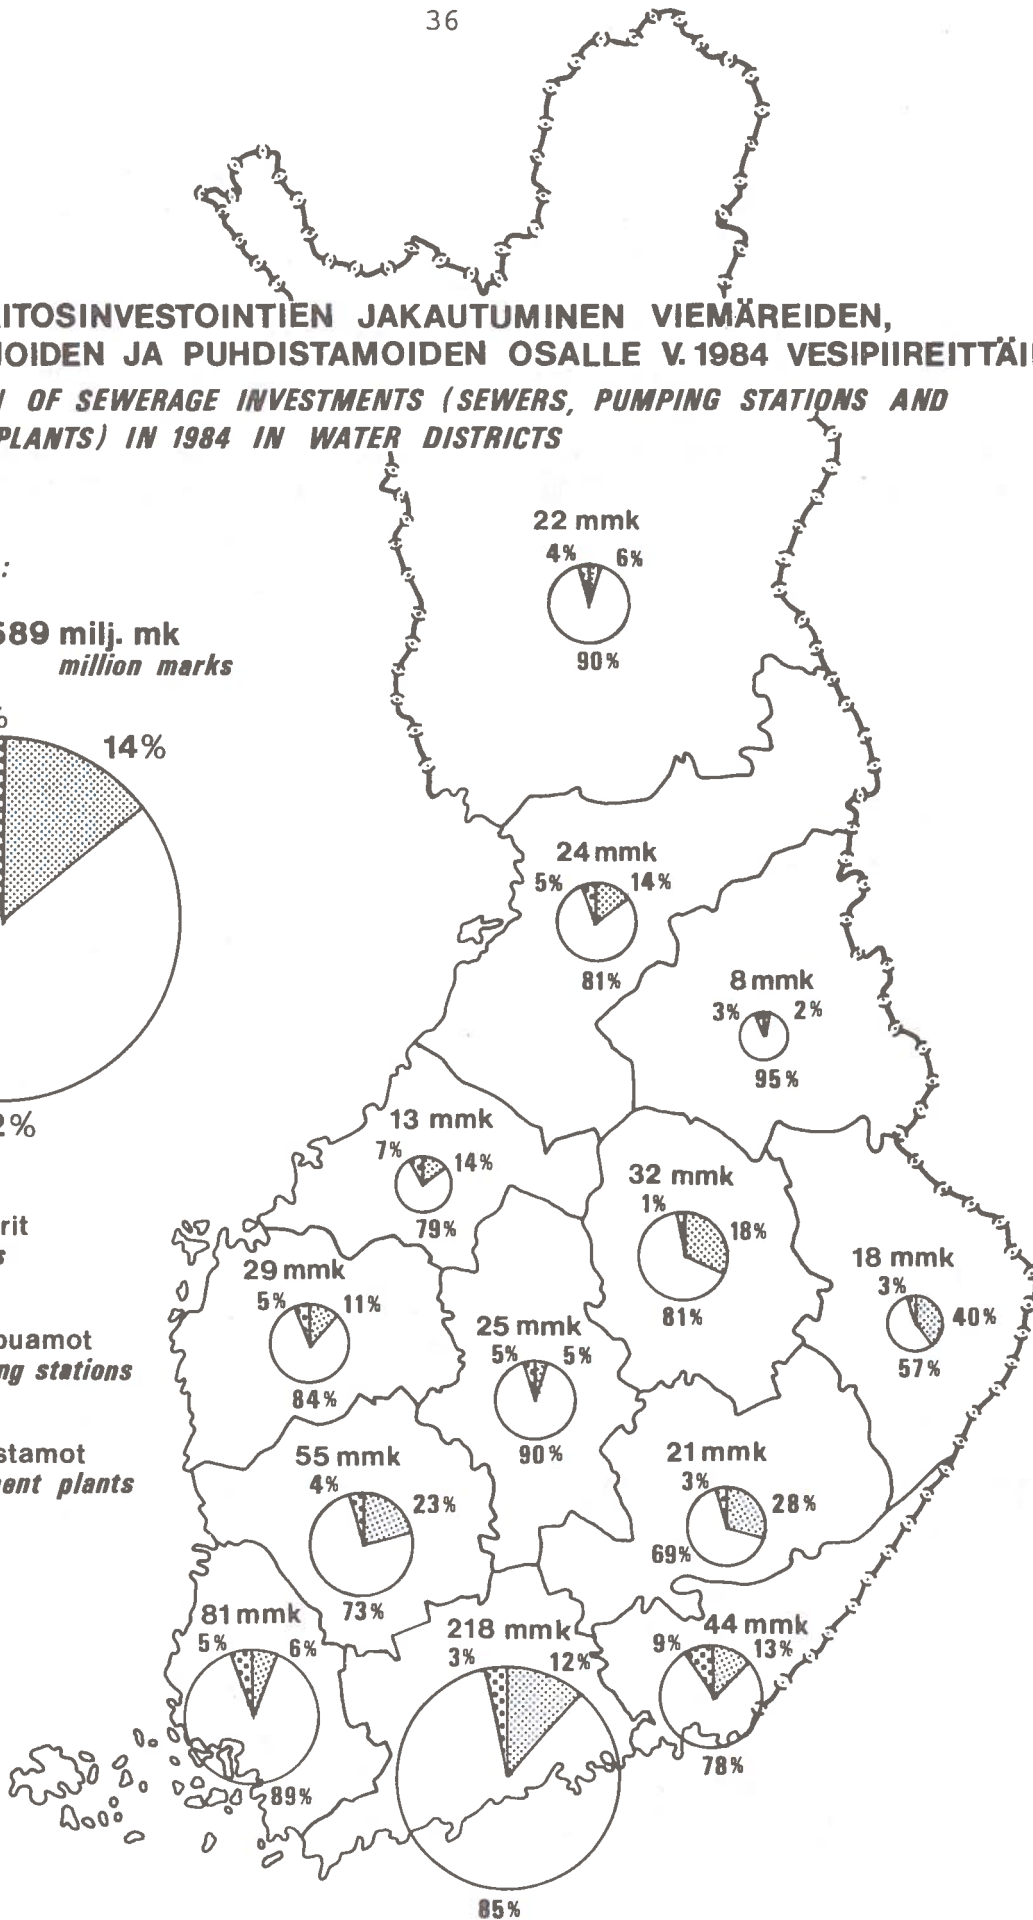 36
ITOSINVESTOINTIEN JAKAUTUMINEN VIEMÄREIDEN,
JOIDEN JA PUHDISTAMOIDEN OSALLE V. 1984 VESIPIIREITTÄI
OF SEWERAGE INVESTMENTS (SEWERS, PUMPING STATIONS AND
PLANTS) IN 1984 IN WATER DISTRICTS
22 mmk
4% 6%
90%
:
589 milj. mk
million marks
%
14%
2%
24 mmk
5% 14%
81%
8 mmk
3% 2%
95%
13 mmk
7% 14%
79%
32 mmk
1% 18%
81%
rit
s
29 mmk
5% 11%
84%
18 mmk
3% 40%
57%
25 mmk
5% 5%
90%
puamot
ng stations
55 mmk
4% 23%
73%
21 mmk
3% 28%
69%
stamot
ent plants
81 mmk
5% 6%
89%
218 mmk
3% 12%
85%
44 mmk
9% 13%
78%